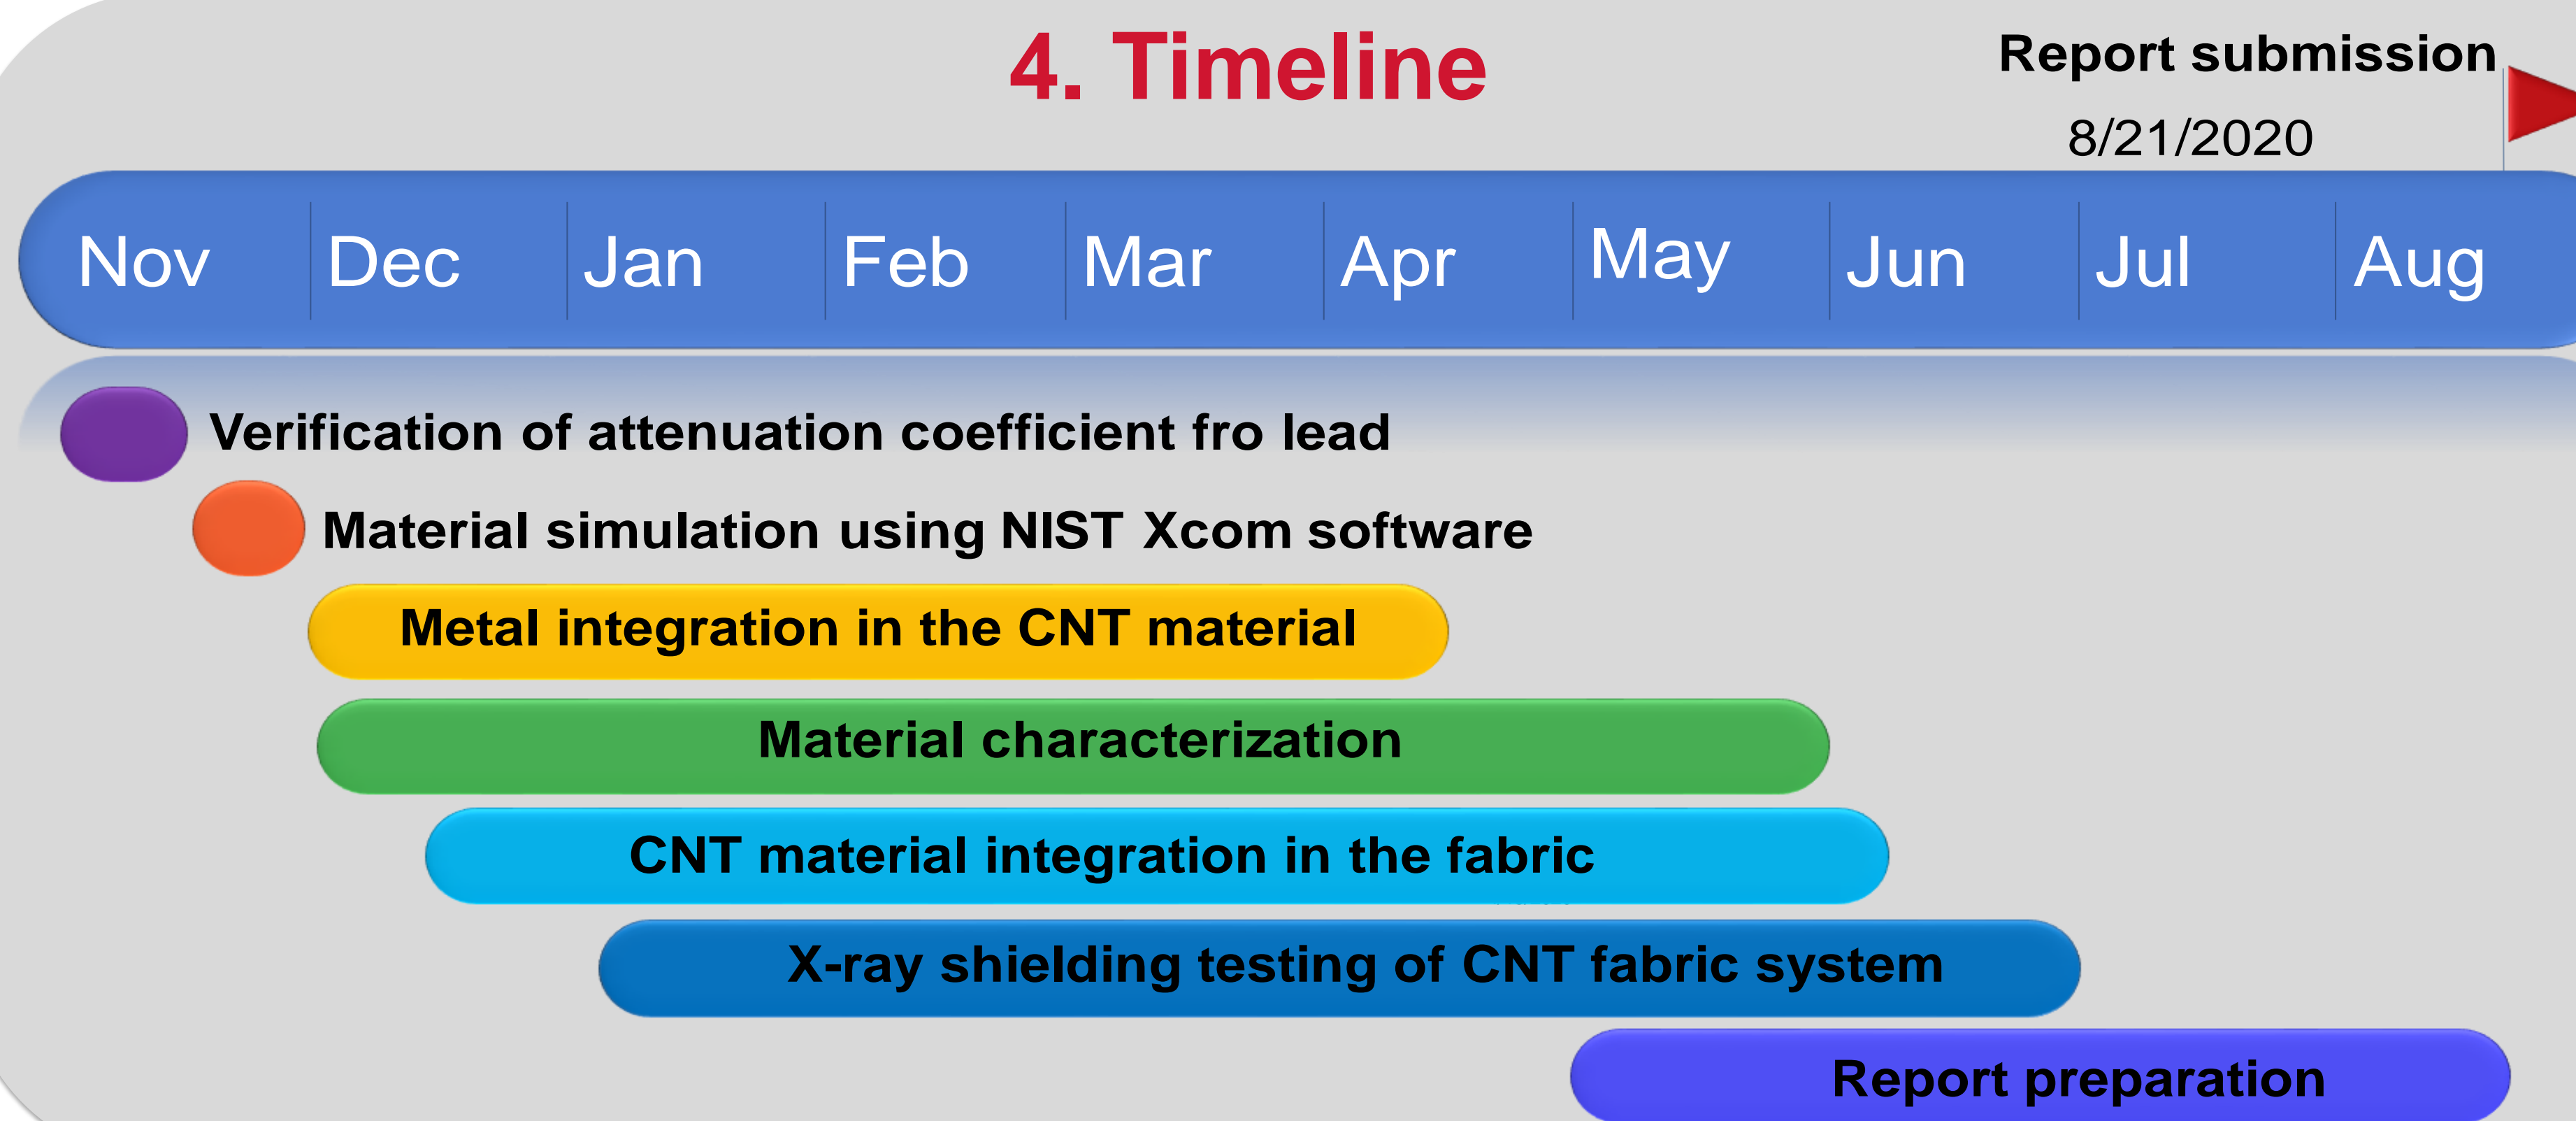 4. Timeline
Report submission
8/21/2020
Nov Dec Jan Feb Mar Apr May Jun Jul Aug
Verification of attenuation coefficient fro lead
Material simulation using NIST Xcom software
Metal integration in the CNT material
Material characterization
CNT material integration in the fabric
X-ray shielding testing of CNT fabric system
Report preparation